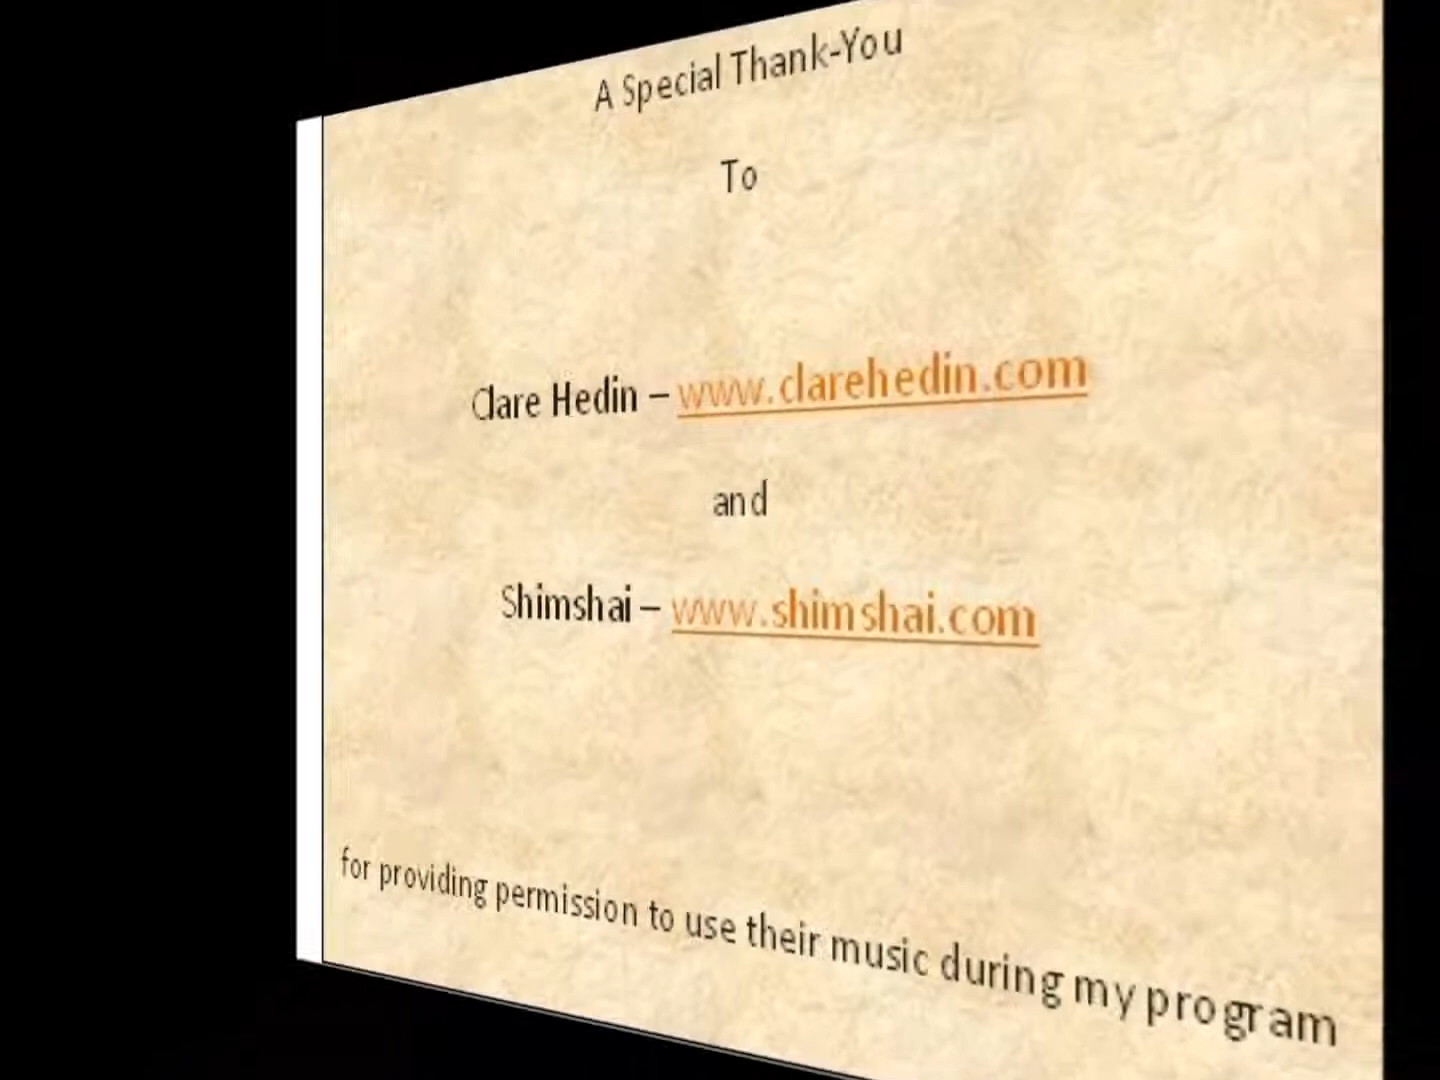 A Special Thank-You
To
Clare Hedin – www.clarehedin.com
and
Shimshai – www.shimshai.com
for providing permission to use their music during my program